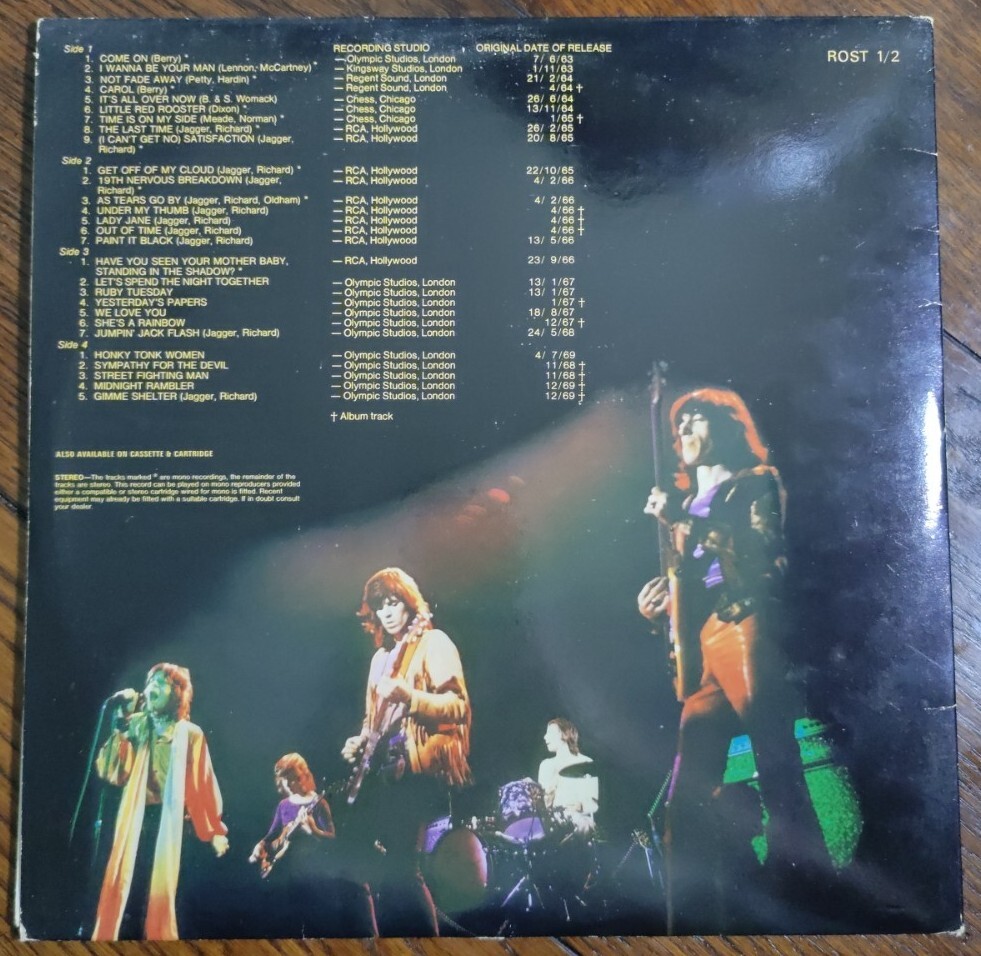 Side 1 RECORDING STUDIO ORIGINAL DATE OF RELEASE ROST 1/2
1. COME ON (Berry) * — Olympic Studios, London 7/ 6/63
2. I WANNA BE YOUR MAN (Lennon, McCartney) * — Kingsway Studios, London 1/11/63
3. NOT FADE AWAY (Petty, Hardin) * — Regent Sound, London 21/ 2/64
4. CAROL (Berry) * — Regent Sound, London 4/64 †
5. IT'S ALL OVER NOW (B. & S. Womack) — Chess, Chicago 26/ 6/64
6. LITTLE RED ROOSTER (Dixon) * — Chess, Chicago 13/11/64
7. TIME IS ON MY SIDE (Meade, Norman) * — Chess, Chicago 1/65 †
8. THE LAST TIME (Jagger, Richard) * — RCA, Hollywood 26/ 2/65
9. (I CAN'T GET NO) SATISFACTION (Jagger, — RCA, Hollywood 20/ 8/65
Richard) *
Side 2
1. GET OFF OF MY CLOUD (Jagger, Richard) * — RCA, Hollywood 22/10/65
2. 19TH NERVOUS BREAKDOWN (Jagger, — RCA, Hollywood 4/ 2/66
Richard) *
3. AS TEARS GO BY (Jagger, Richard, Oldham) * — RCA, Hollywood 4/ 2/66
4. UNDER MY THUMB (Jagger, Richard) — RCA, Hollywood 4/66 †
5. LADY JANE (Jagger, Richard) — RCA, Hollywood 4/66 †
6. OUT OF TIME (Jagger, Richard) — RCA, Hollywood 4/66 †
7. PAINT IT BLACK (Jagger, Richard) — RCA, Hollywood 13/ 5/66
Side 3
1. HAVE YOU SEEN YOUR MOTHER BABY, — RCA, Hollywood 23/ 9/66
STANDING IN THE SHADOW? *
2. LET'S SPEND THE NIGHT TOGETHER — Olympic Studios, London 13/ 1/67
3. RUBY TUESDAY — Olympic Studios, London 13/ 1/67
4. YESTERDAY'S PAPERS — Olympic Studios, London 1/67 †
5. WE LOVE YOU — Olympic Studios, London 18/ 8/67
6. SHE'S A RAINBOW — Olympic Studios, London 12/67 †
7. JUMPIN' JACK FLASH (Jagger, Richard) — Olympic Studios, London 24/ 5/68
Side 4
1. HONKY TONK WOMEN — Olympic Studios, London 4/ 7/69
2. SYMPATHY FOR THE DEVIL — Olympic Studios, London 11/68 †
3. STREET FIGHTING MAN — Olympic Studios, London 11/68 †
4. MIDNIGHT RAMBLER — Olympic Studios, London 12/69 †
5. GIMME SHELTER (Jagger, Richard) — Olympic Studios, London 12/69 †
† Album track
ALSO AVAILABLE ON CASSETTE & CARTRIDGE
STEREO—The tracks marked * are mono recordings, the remainder of the
tracks are stereo. This record can be played on mono reproducers provided
either a compatible or stereo cartridge wired for mono is fitted. Recent
equipment may already be fitted with a suitable cartridge. If in doubt consult
your dealer.